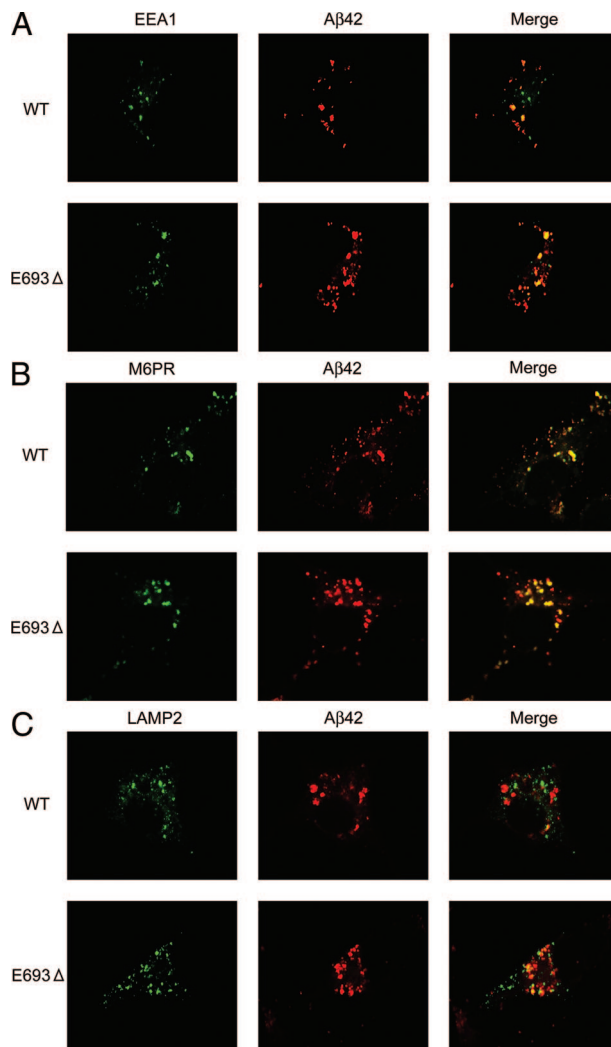 A
EEA1 Aβ42 Merge
WT
E693Δ
B
M6PR Aβ42 Merge
WT
E693Δ
C
LAMP2 Aβ42 Merge
WT
E693Δ